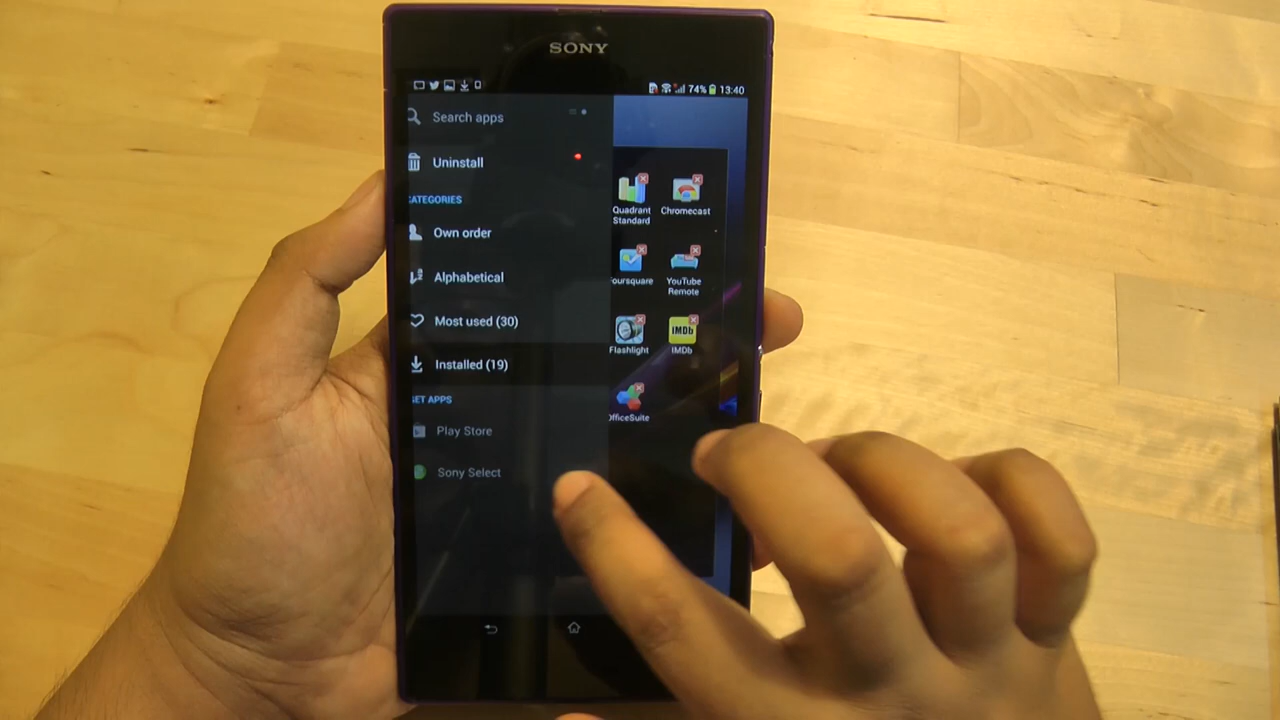 SONY
74% 13:40
Search apps
Uninstall
CATEGORIES
Own order
Alphabetical
Most used (30)
Installed (19)
GET APPS
Play Store
Sony Select
Quadrant
Standard
Chromecast
oursquare
YouTube
Remote
Flashlight
IMDb
IMDb
OfficeSuite